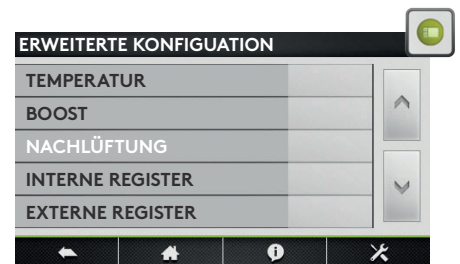 ERWEITERTE KONFIGUATION
TEMPERATUR
BOOST
NACHLÜFTUNG
INTERNE REGISTER
EXTERNE REGISTER